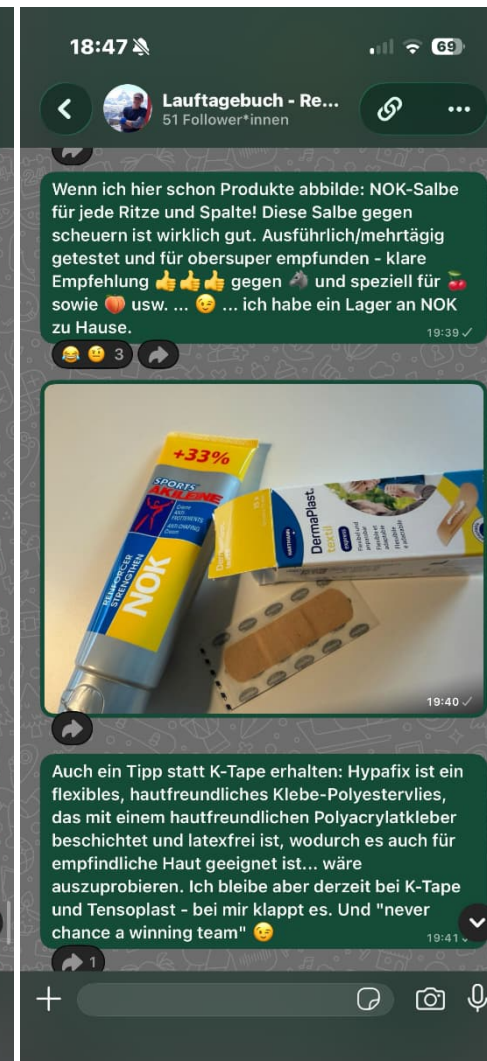 18:47
69
Lauftagebuch - Re...
51 Follower*innen
Wenn ich hier schon Produkte abbilde: NOK-Salbe
für jede Ritze und Spalte! Diese Salbe gegen
scheuern ist wirklich gut. Ausführlich/mehrtägig
getestet und für obersuper empfunden - klare
Empfehlung 👍👍👍 gegen 🐴 und speziell für 🍒
sowie 🍑 usw. ... 😉 ... ich habe ein Lager an NOK
zu Hause.
19:39
😂 🤨 3
+33%
SPORTS
AKILEINE
ANTI-CHAFING
RENFORCER
STRENGTHEN
NOK
HARTMANN
DermaPlast.
textil
express
19:40
Auch ein Tipp statt K-Tape erhalten: Hypafix ist ein
flexibles, hautfreundliches Klebe-Polyestervlies,
das mit einem hautfreundlichen Polyacrylatkleber
beschichtet und latexfrei ist, wodurch es auch für
empfindliche Haut geeignet ist... wäre
auszuprobieren. Ich bleibe aber derzeit bei K-Tape
und Tensoplast - bei mir klappt es. Und "never
chance a winning team" 😉
19:41
1